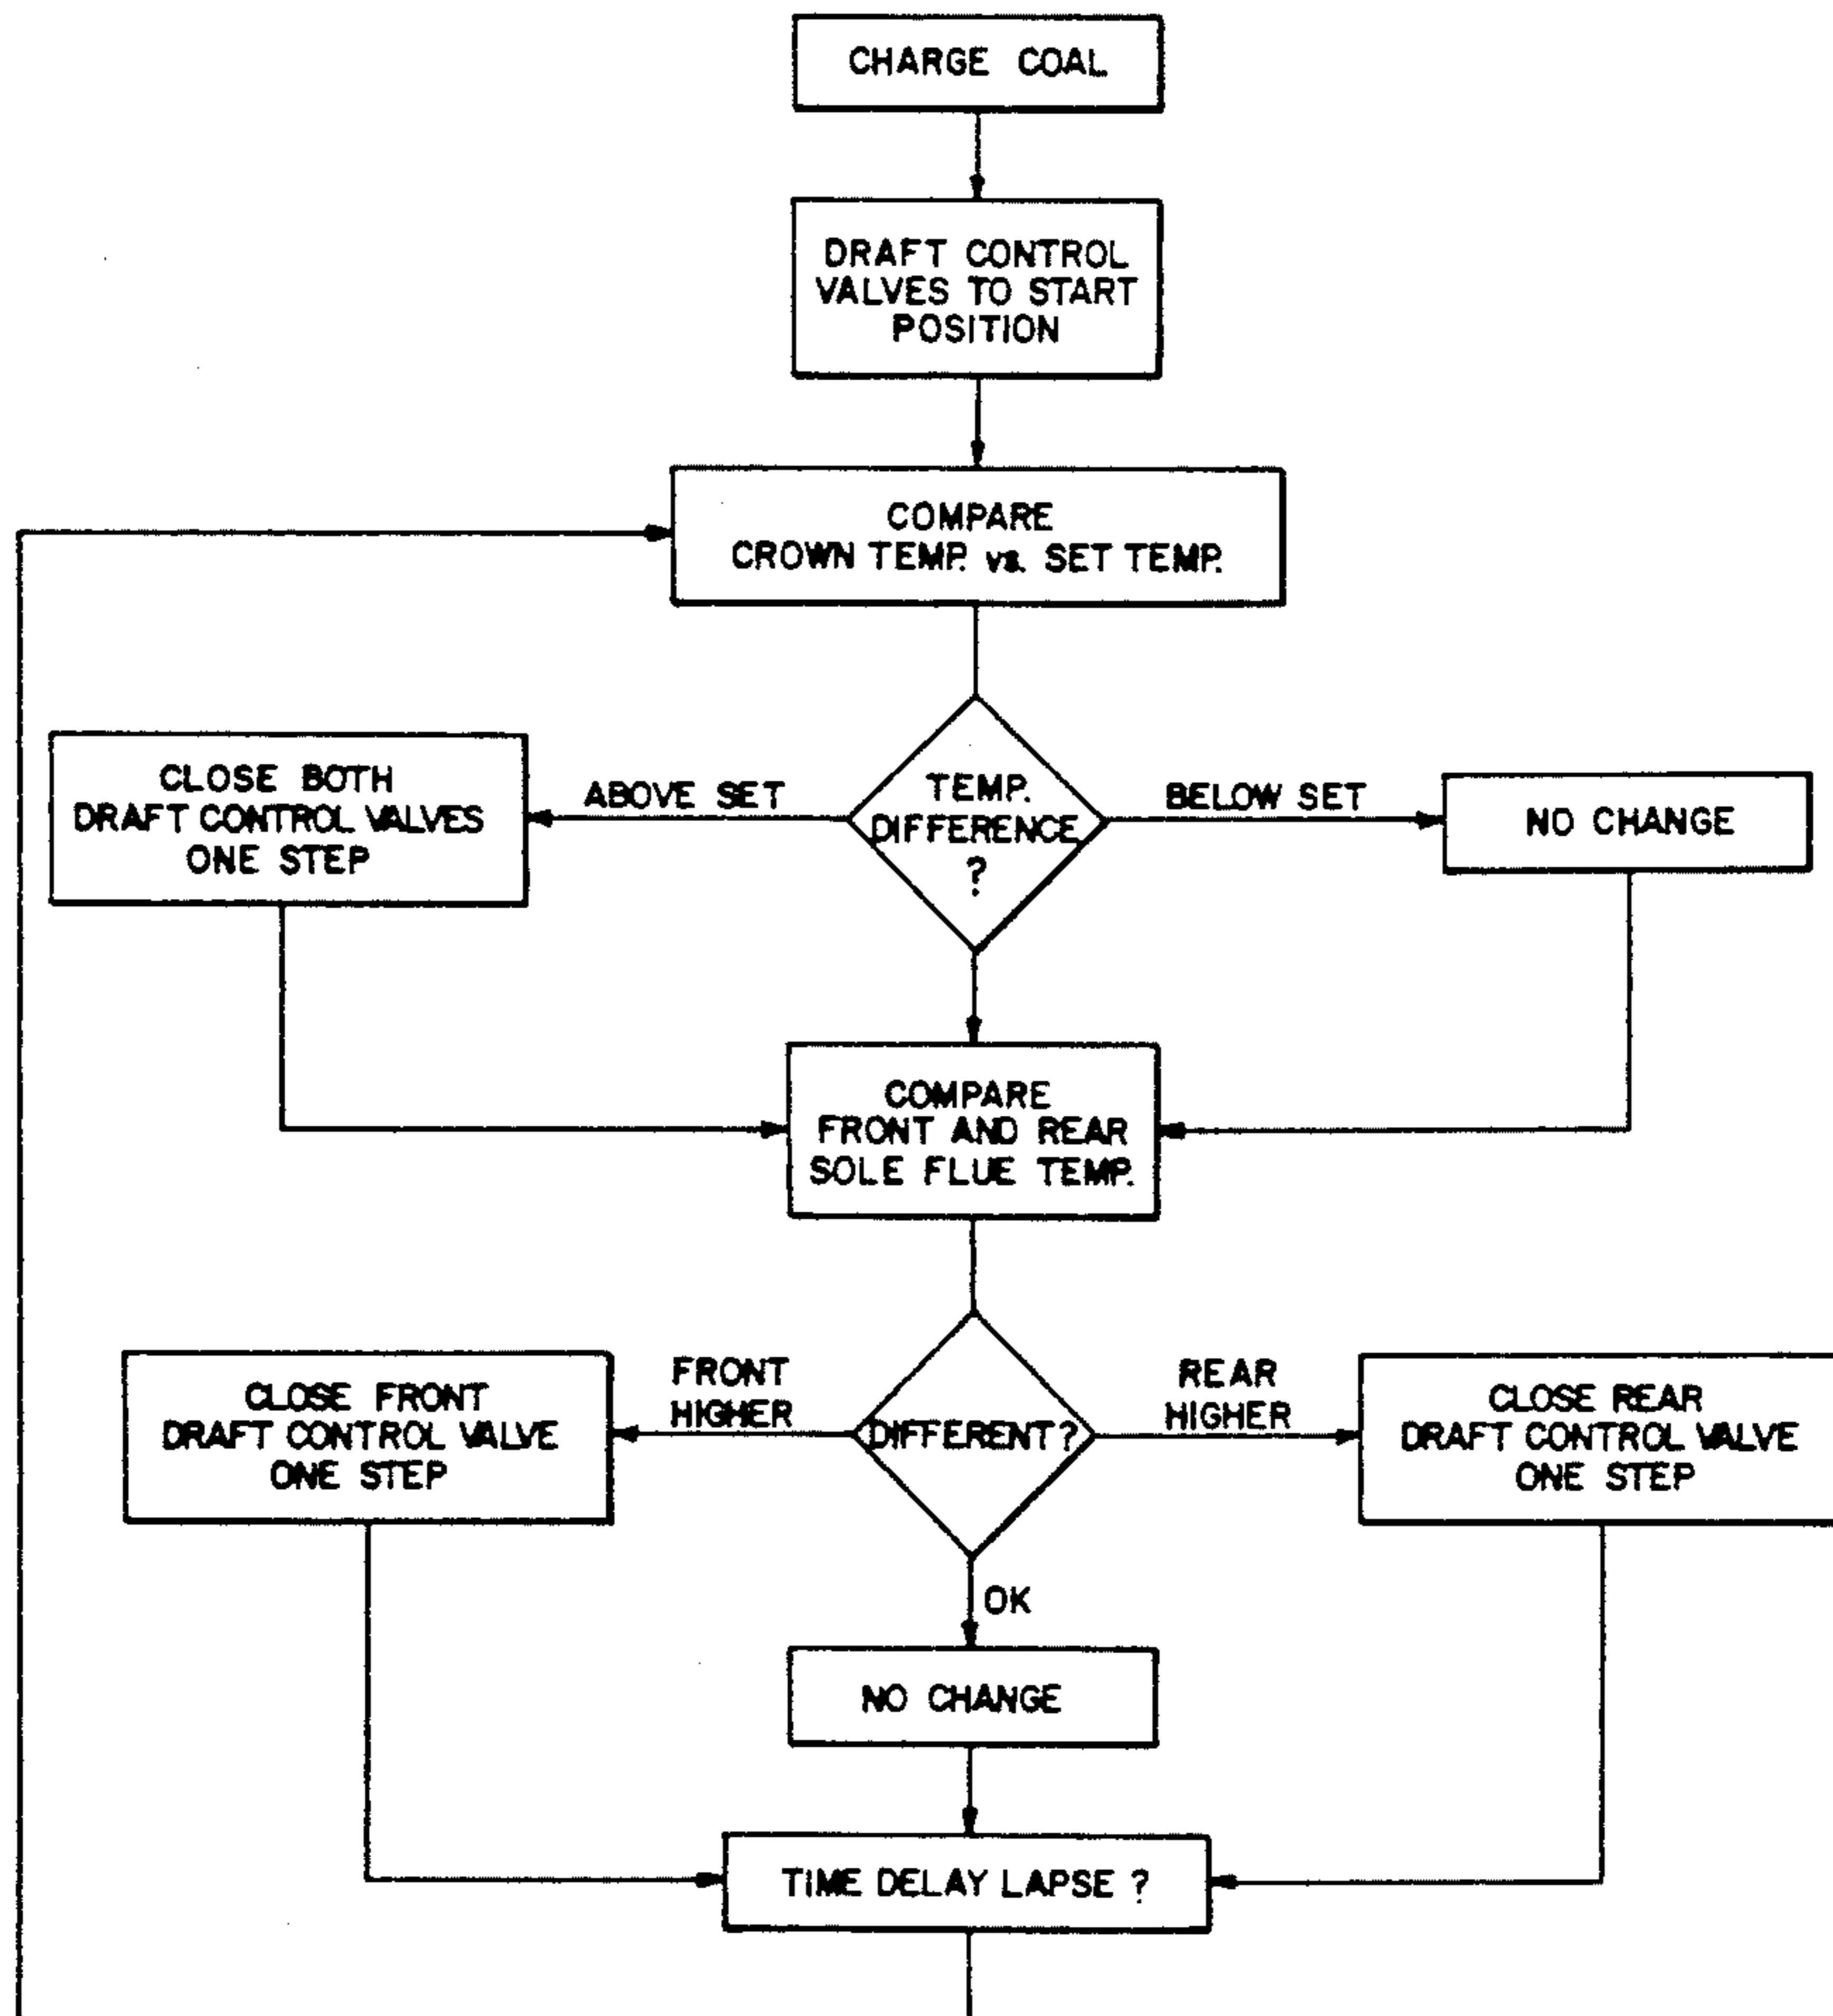 CHARGE COAL
DRAFT CONTROL
VALVES TO START
POSITION
COMPARE
CROWN TEMP. vs. SET TEMP.
CLOSE BOTH
DRAFT CONTROL VALVES
ONE STEP
ABOVE SET
TEMP.
DIFFERENCE
?
BELOW SET
NO CHANGE
COMPARE
FRONT AND REAR
SOLE FLUE TEMP.
CLOSE FRONT
DRAFT CONTROL VALVE
ONE STEP
FRONT
HIGHER
DIFFERENT?
REAR
HIGHER
CLOSE REAR
DRAFT CONTROL VALVE
ONE STEP
OK
NO CHANGE
TIME DELAY LAPSE ?